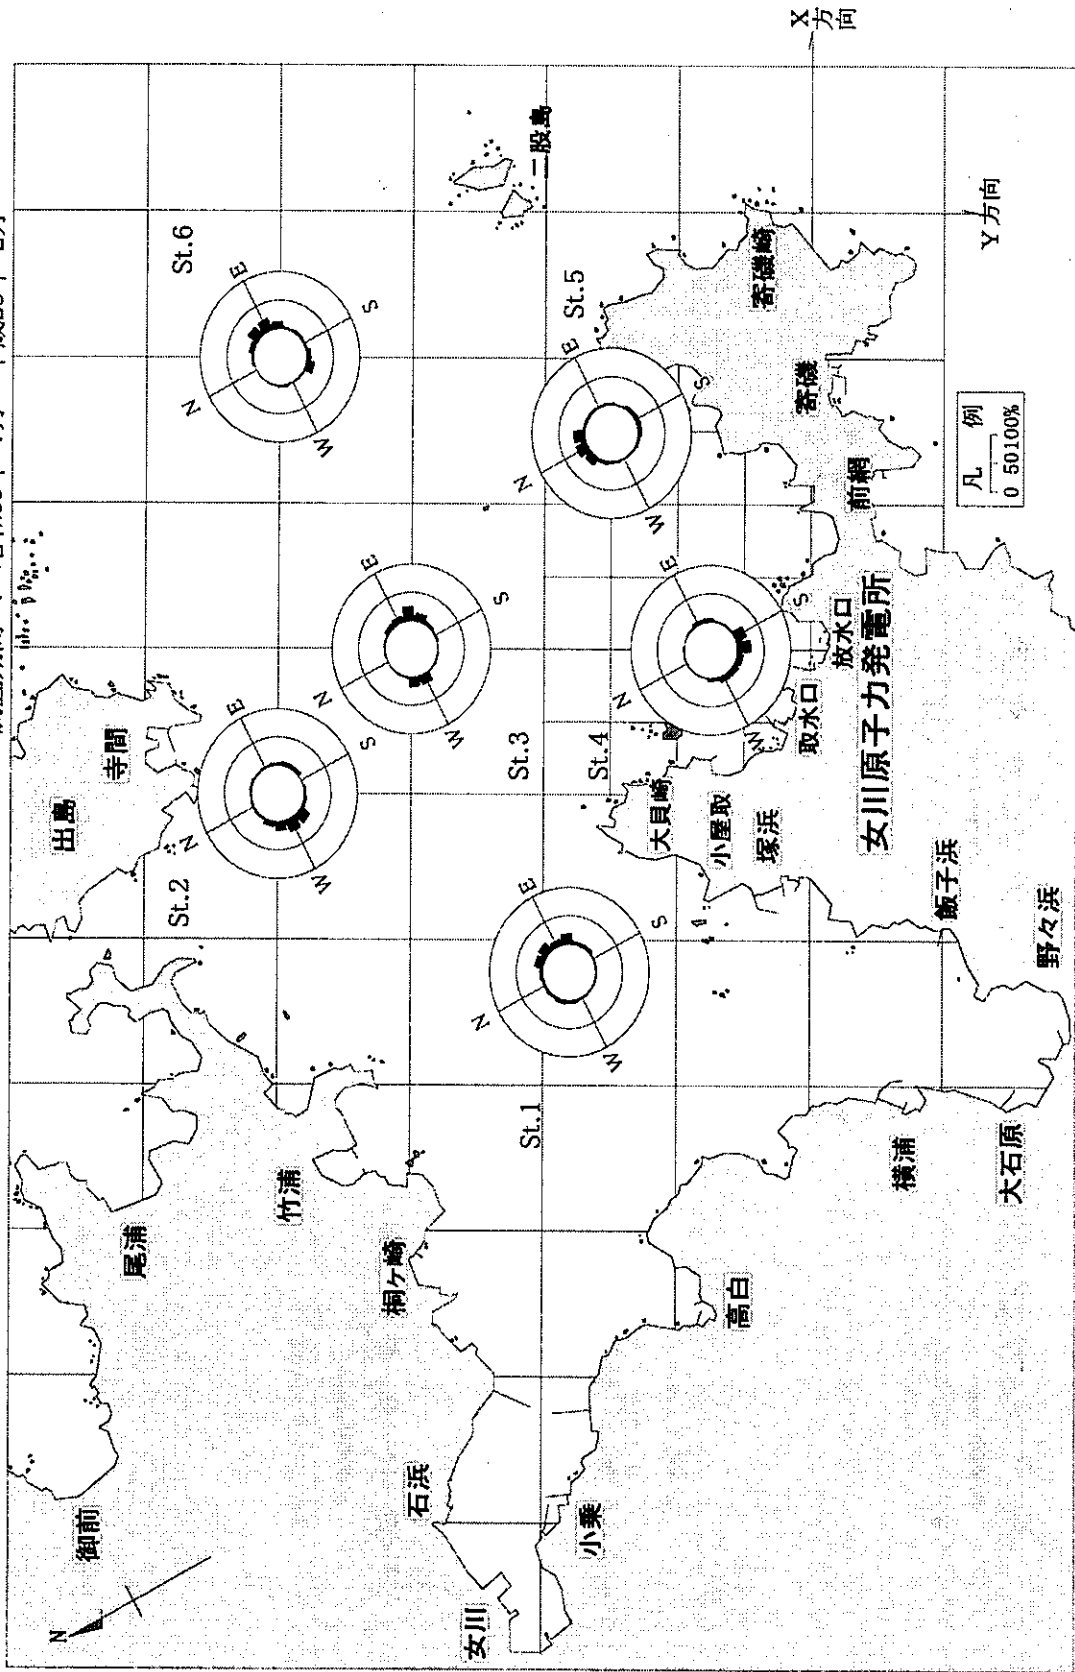 St.6
St.5
St.2
St.3
St.4
St.1
N
E
S
W
N
E
S
W
N
E
S
W
N
E
S
W
N
E
S
W
N
E
S
W
N
X方向
Y方向
凡 例
0 50100%
二股島
寄磯崎
寄磯
前網
放水口
取水口
女川原子力発電所
出島
寺間
大貝崎
小屋取
塚浜
飯子浜
野々浜
大石原
横浦
高白
竹浦
尾浦
桐ヶ崎
御前
石浜
小乗
女川